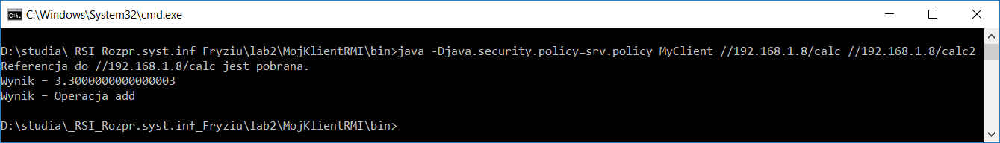 C:\Windows\System32\cmd.exe
D:\studia\_RSI_Rozpr.syst.inf_Fryziu\lab2\MojKlientRMI\bin>java -Djava.security.policy=srv.policy MyClient //192.168.1.8/calc //192.168.1.8/calc2
Referencja do //192.168.1.8/calc jest pobrana.
Wynik = 3.3000000000000003
Wynik = Operacja add
D:\studia\_RSI_Rozpr.syst.inf_Fryziu\lab2\MojKlientRMI\bin>